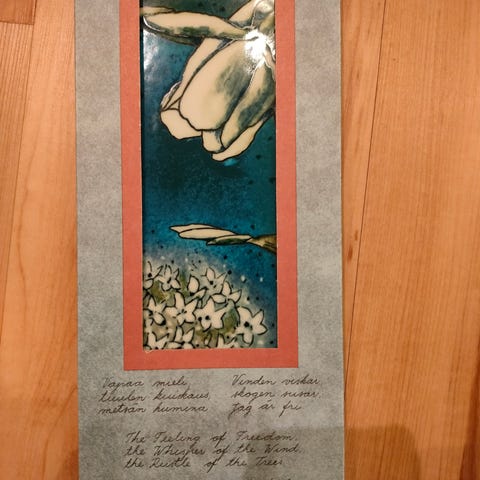 Vapaa mieli,
tuulen kuiskaus,
metsän humina
Vinden viskar,
skogen susar,
Jag är fri
The Feeling of Freedom,
the Whisper of the Wind,
the Rustle of the Trees